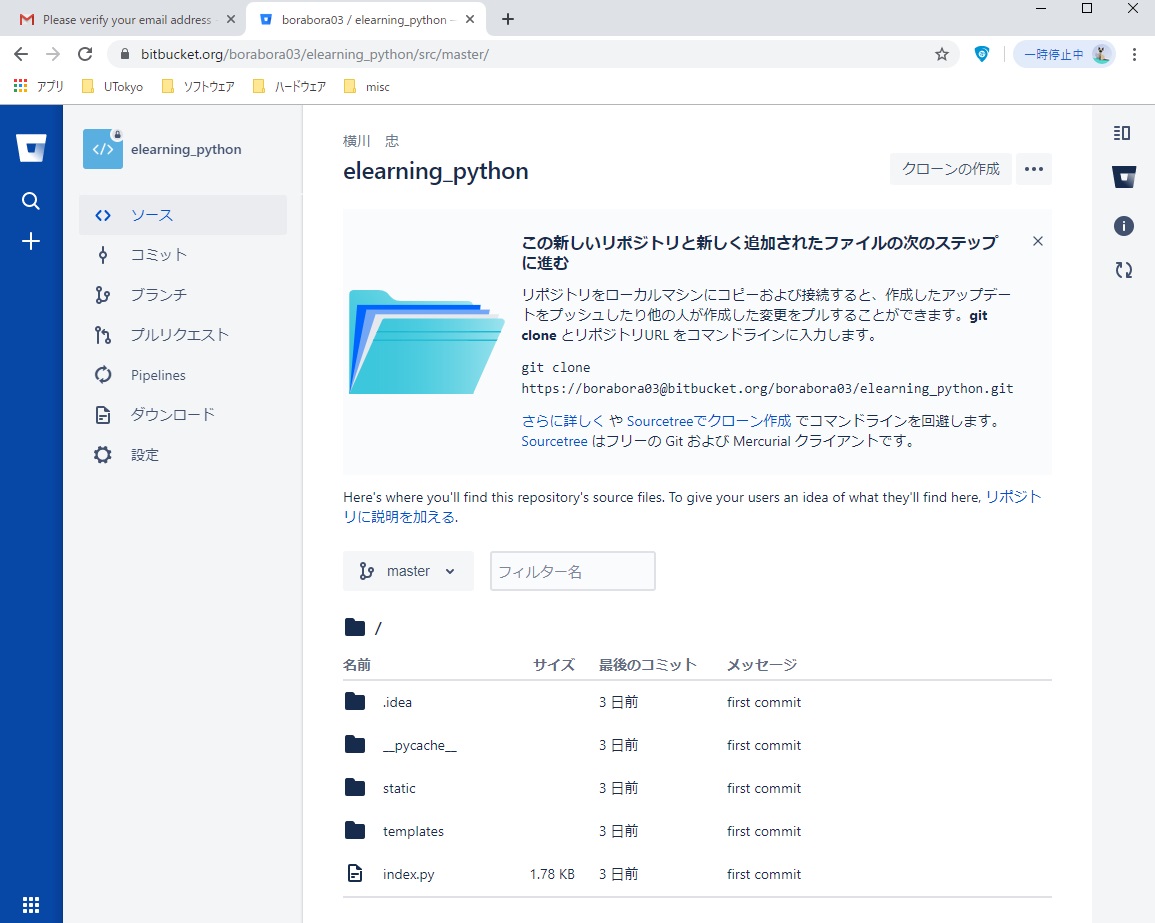 Please verify your email address
borabora03 / elearning_python –
bitbucket.org/borabora03/elearning_python/src/master/
一時停止中
アプリ
UTokyo
ソフトウェア
ハードウェア
misc
elearning_python
ソース
コミット
ブランチ
プルリクエスト
Pipelines
ダウンロード
設定
横川 忠
elearning_python
クローンの作成
この新しいリポジトリと新しく追加されたファイルの次のステップ
に進む
リポジトリをローカルマシンにコピーおよび接続すると、作成したアップデー
トをプッシュしたり他の人が作成した変更をプルすることができます。git
clone とリポジトリURL をコマンドラインに入力します。
git clone
https://borabora03@bitbucket.org/borabora03/elearning_python.git
さらに詳しく や Sourcetreeでクローン作成 でコマンドラインを回避します。
Sourcetree はフリーの Git および Mercurial クライアントです。
Here's where you'll find this repository's source files. To give your users an idea of what they'll find here, リポジト
リに説明を加える.
master
フィルター名
/
名前 サイズ 最後のコミット メッセージ
.idea 3 日前 first commit
__pycache__ 3 日前 first commit
static 3 日前 first commit
templates 3 日前 first commit
index.py 1.78 KB 3 日前 first commit